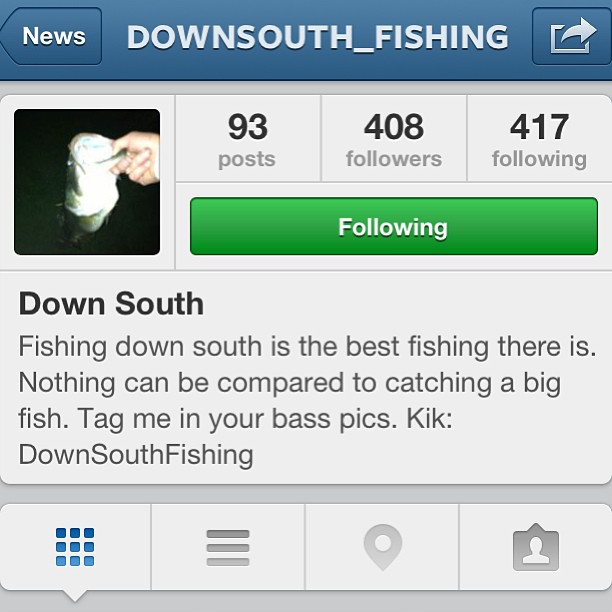 News DOWNSOUTH_FISHING
93 408 417
posts followers following
Following
Down South
Fishing down south is the best fishing there is.
Nothing can be compared to catching a big
fish. Tag me in your bass pics. Kik:
DownSouthFishing